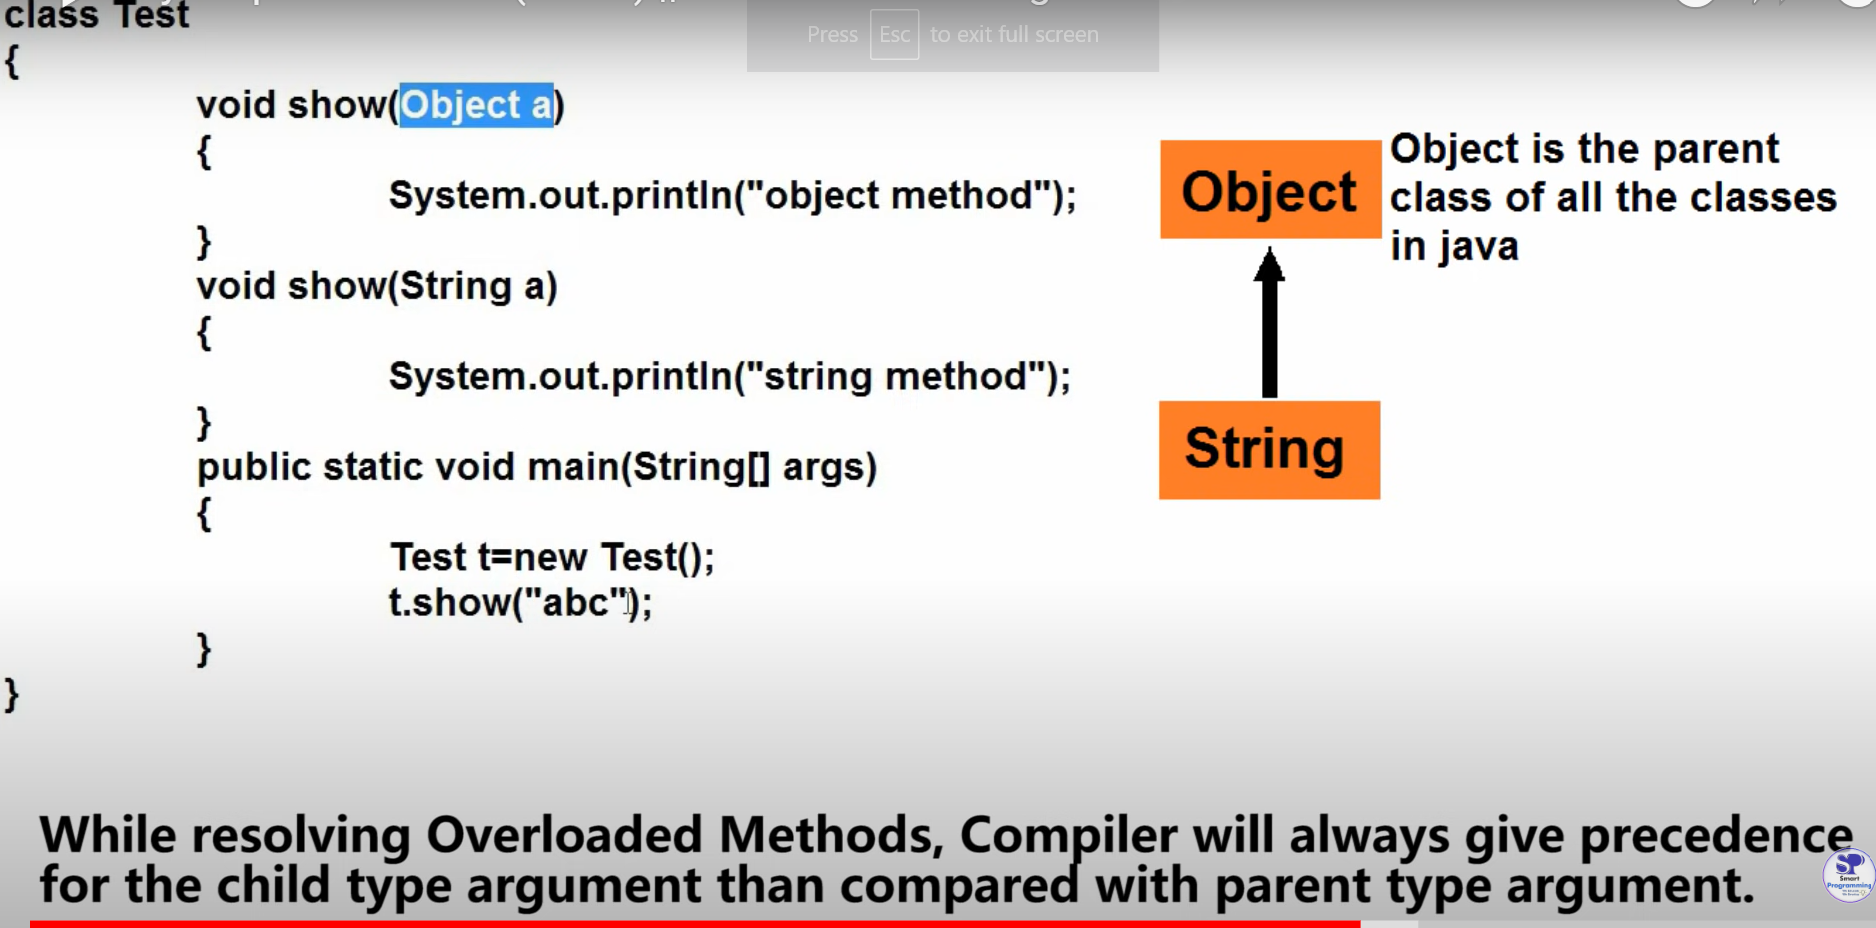 class Test
Press Esc to exit full screen
{
void show(Object a)
{
System.out.println("object method");
}
void show(String a)
{
System.out.println("string method");
}
public static void main(String[] args)
{
Test t=new Test();
t.show("abc");
}
}
Object
Object is the parent
class of all the classes
in java
String
While resolving Overloaded Methods, Compiler will always give precedence
for the child type argument than compared with parent type argument.
SP
Smart
Programming